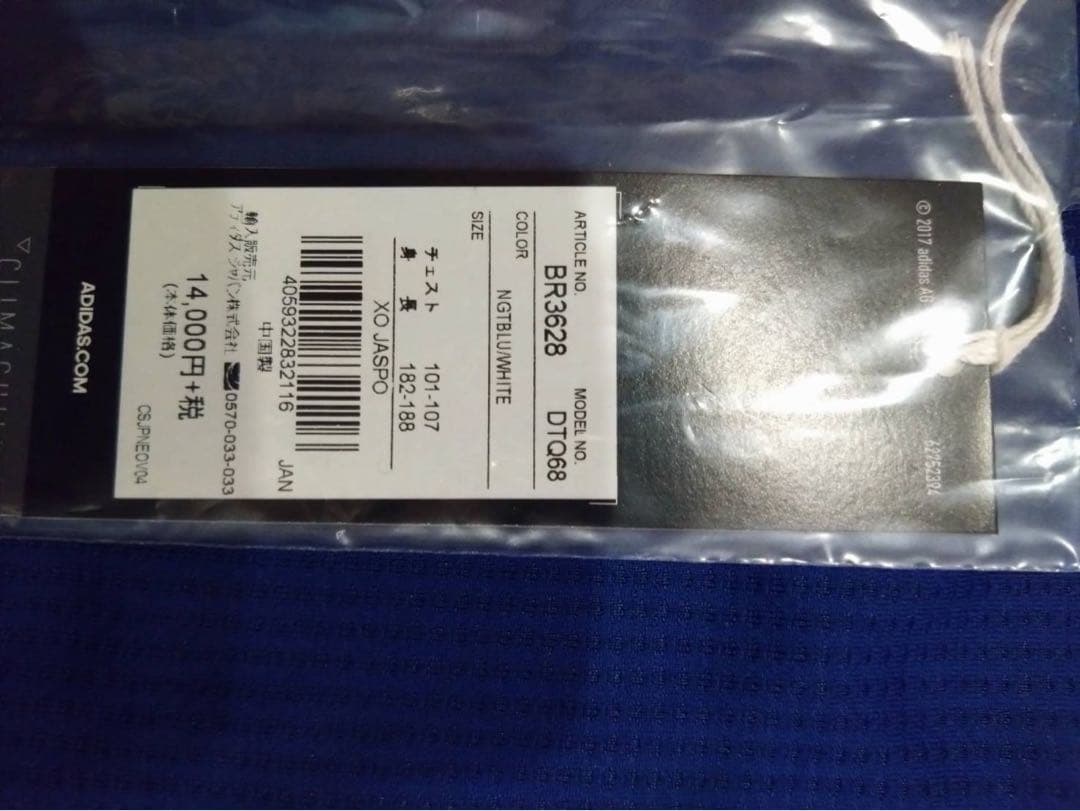 © 2017 adidas AG
ARTICLE NO. MODEL NO.
BR3628 DTQ68
COLOR
NGTBLU/WHITE
SIZE
チェスト 101-107
身 長 182-188
XO JASPO
4059322832116 JAN
中国製
輸入販売元
アディダス ジャパン株式会社 0570-033-033
14,000円+税
(本体価格)
CSJPNEOV04
ADIDAS.COM